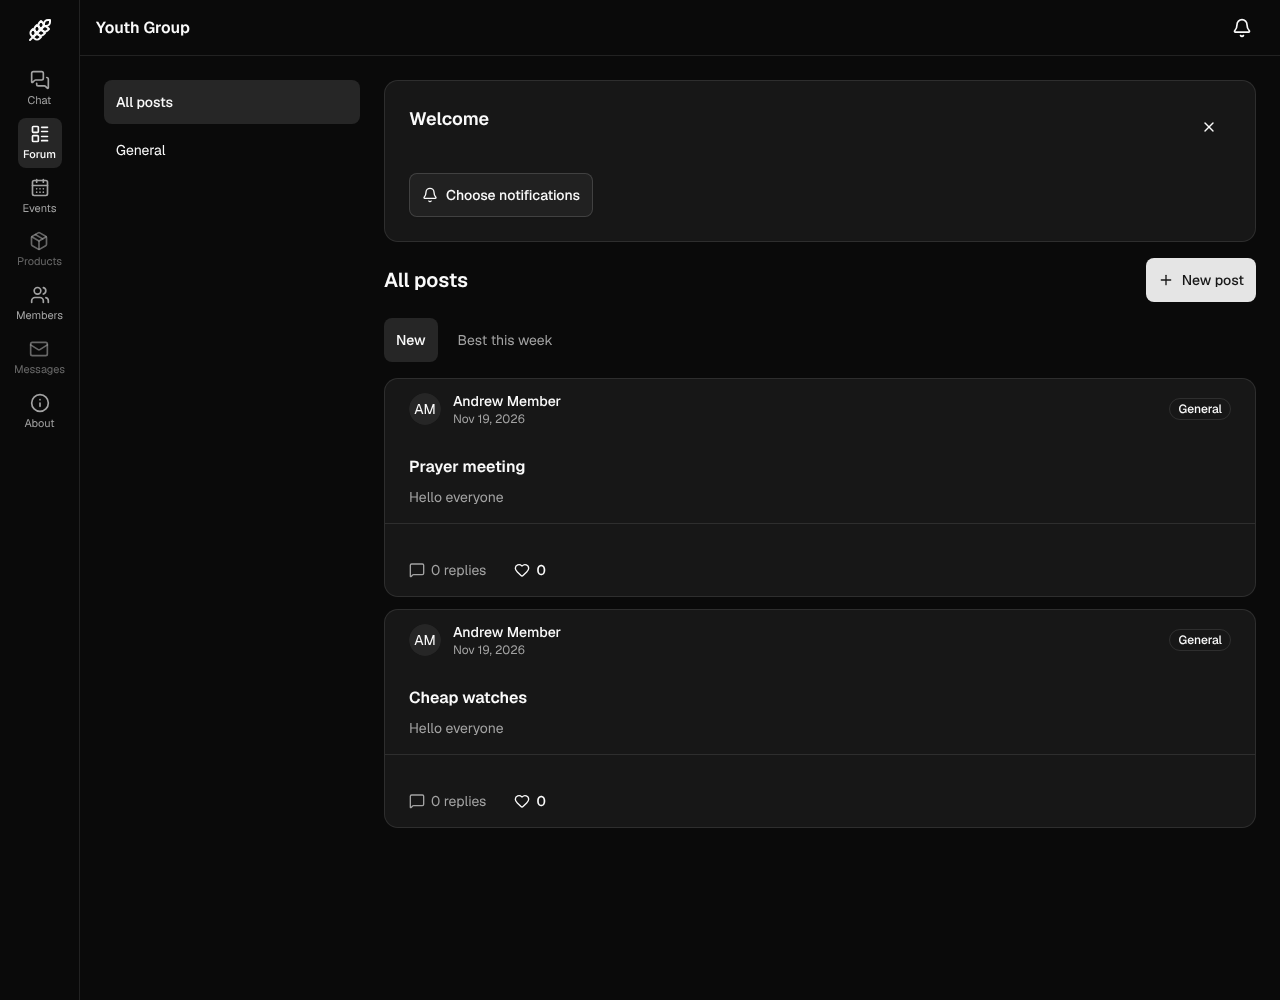 Youth Group
Chat
Forum
Events
Products
Members
Messages
About
All posts
General
Welcome
Choose notifications
All posts
New post
New
Best this week
AM
Andrew Member
Nov 19, 2026
General
Prayer meeting
Hello everyone
0 replies
0
AM
Andrew Member
Nov 19, 2026
General
Cheap watches
Hello everyone
0 replies
0